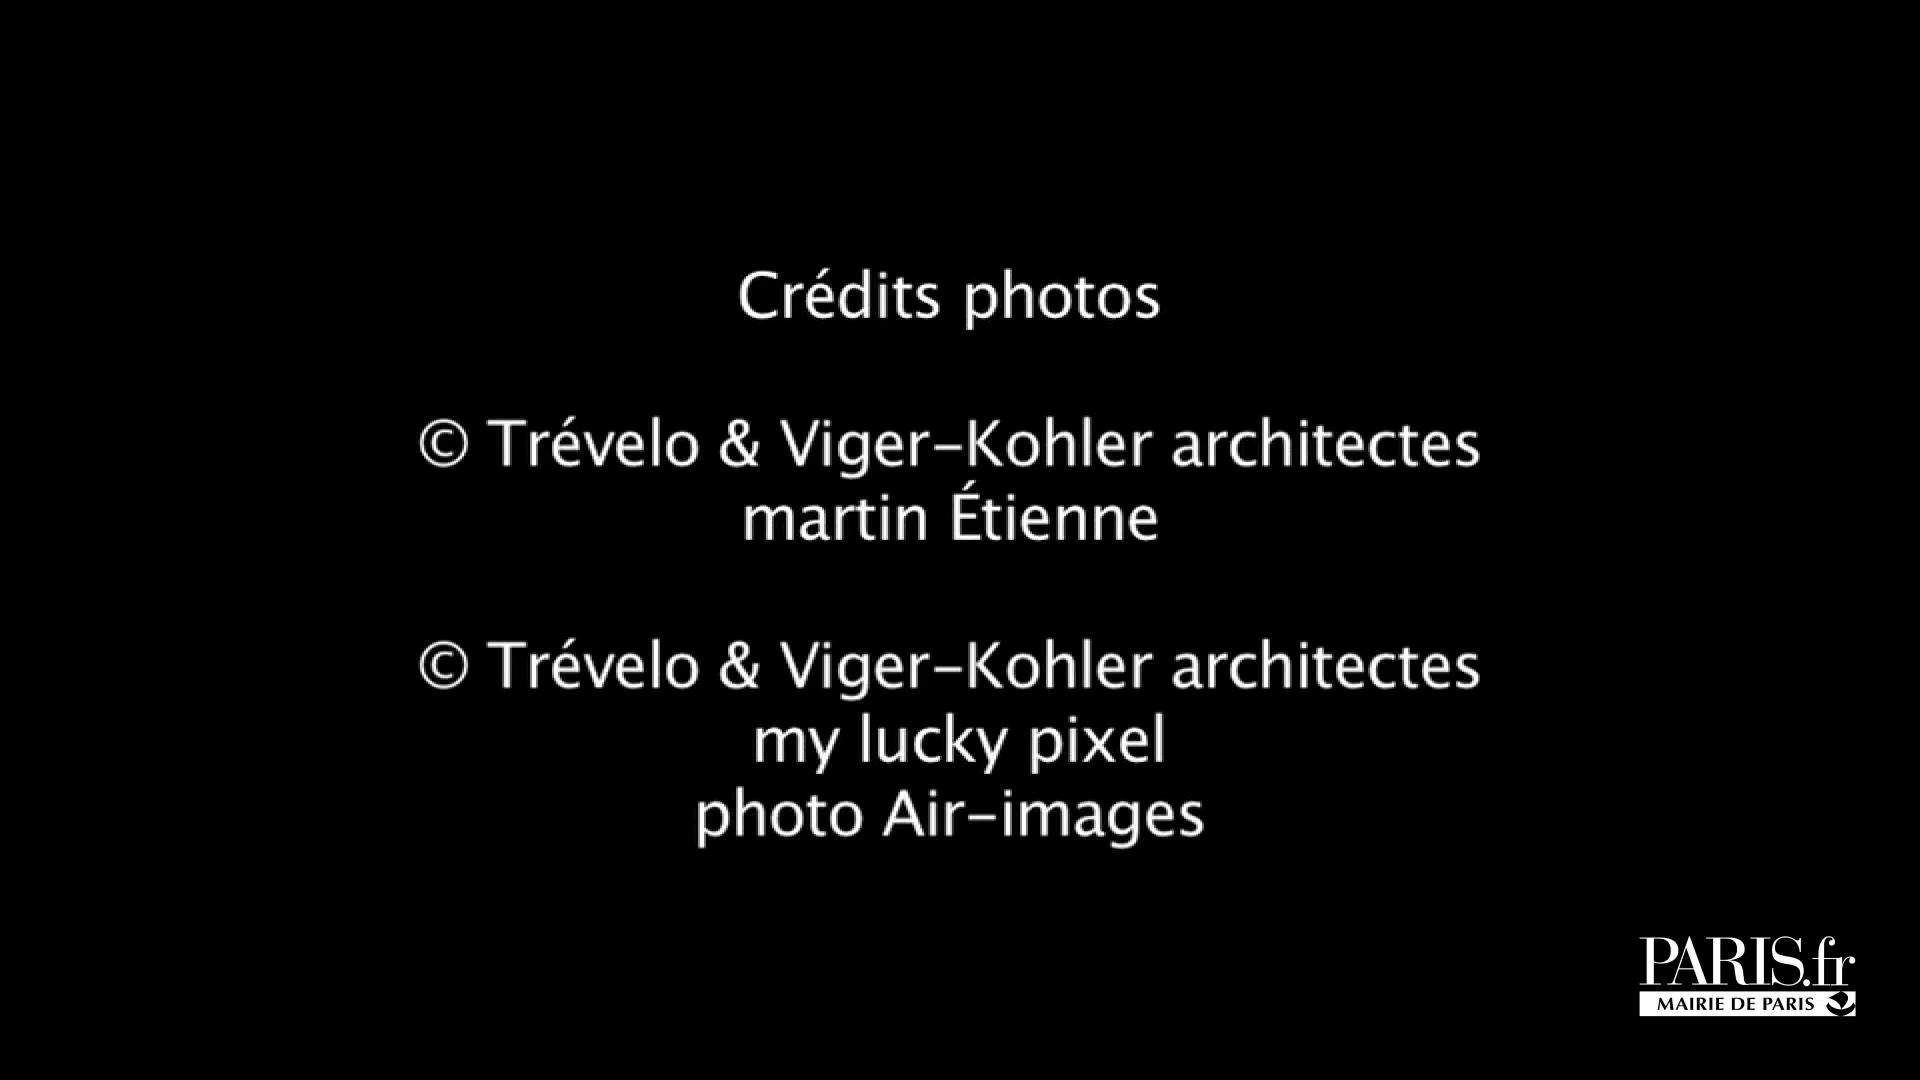 Crédits photos
© Trévelo & Viger-Kohler architectes
martin Étienne
© Trévelo & Viger-Kohler architectes
my lucky pixel
photo Air-images
PARIS.fr
MAIRIE DE PARIS